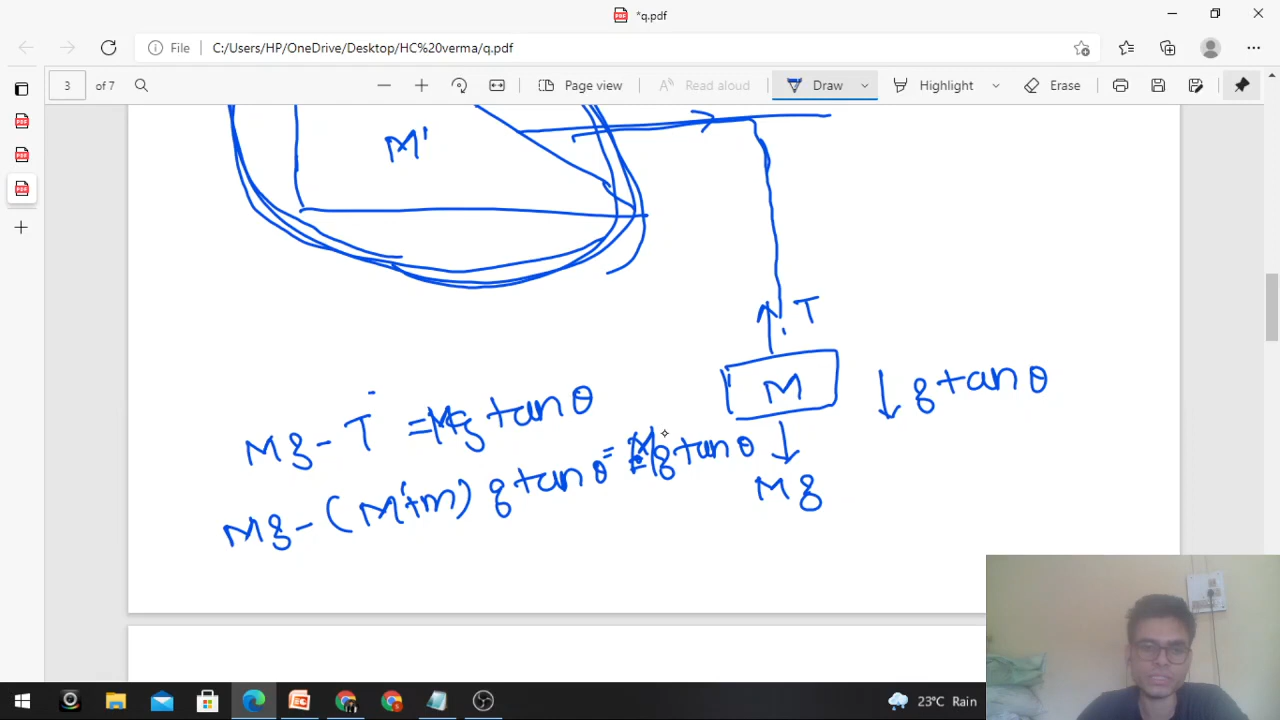 *q.pdf
File C:/Users/HP/OneDrive/Desktop/HC%20verma/q.pdf
3 of 7 Page view Read aloud Draw Highlight Erase
M'
T
M
g tan θ
Mg
Mg - T = Mg tan θ
Mg - (M'+m) g tan θ = Mg tan θ
23°C Rain